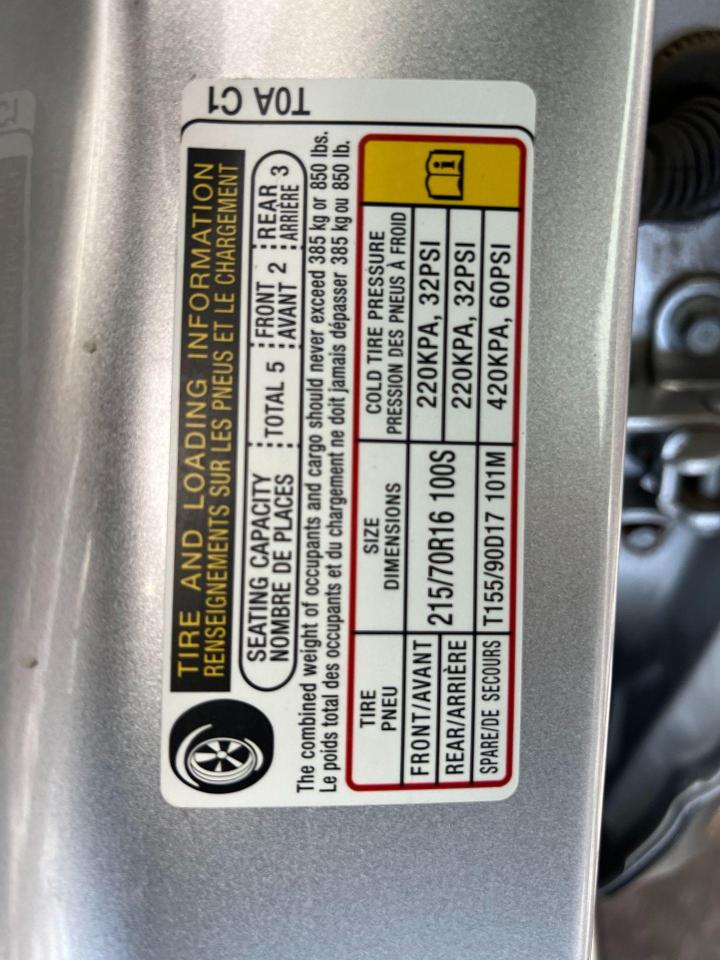 T0A C1
TIRE AND LOADING INFORMATION
RENSEIGNEMENTS SUR LES PNEUS ET LE CHARGEMENT
SEATING CAPACITY TOTAL 5 FRONT 2 REAR 3
NOMBRE DE PLACES AVANT 2 ARRIÈRE 3
The combined weight of occupants and cargo should never exceed 385 kg or 850 lbs.
Le poids total des occupants et du chargement ne doit jamais dépasser 385 kg ou 850 lb.
TIRE SIZE COLD TIRE PRESSURE
PNEU DIMENSIONS PRESSION DES PNEUS À FROID
FRONT/AVANT 215/70R16 100S 220KPA, 32PSI
REAR/ARRIÈRE 220KPA, 32PSI
SPARE/DE SECOURS T155/90D17 101M 420KPA, 60PSI